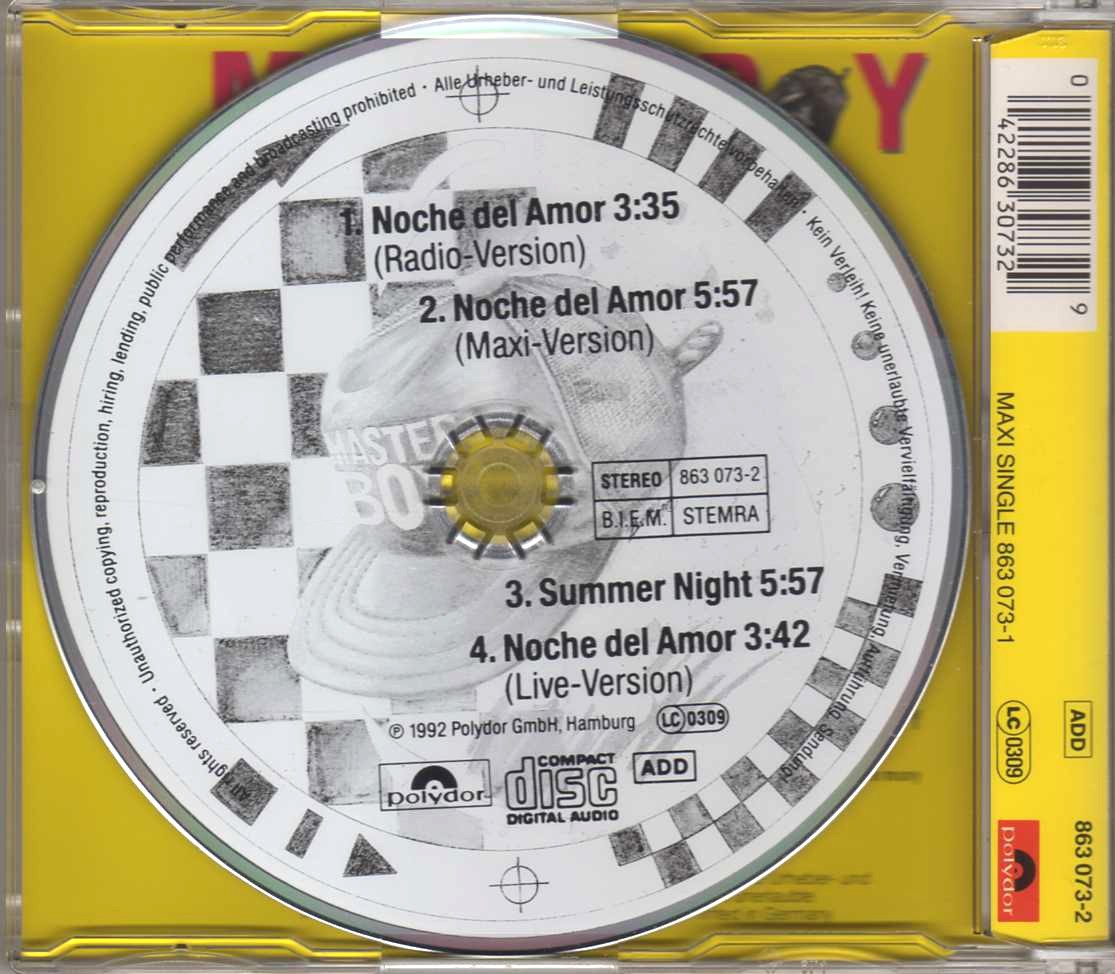 Unauthorized copying, reproduction, hiring, lending, public performance and broadcasting prohibited · Alle Urheber- und Leistungsschutzrechte vorbehalten · Kein Verleih! Keine unerlaubte Vervielfältigung, Vermietung, Aufführung, Sendung
All rights reserved ·
1. Noche del Amor 3:35
(Radio-Version)
2. Noche del Amor 5:57
(Maxi-Version)
MASTER
BO
STEREO 863 073-2
B.I.E.M. STEMRA
3. Summer Night 5:57
4. Noche del Amor 3:42
(Live-Version)
℗ 1992 Polydor GmbH, Hamburg LC 0309
polydor
COMPACT
disc
DIGITAL AUDIO
ADD
Y
0 42286 30732 9
MAXI SINGLE 863 073-1
LC 0309
ADD
polydor
863 073-2